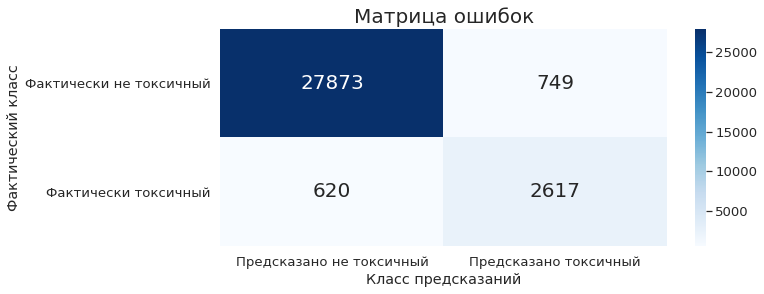 Матрица ошибок
Фактический класс
Фактически не токсичный
27873
749
Фактически токсичный
620
2617
Предсказано не токсичный
Предсказано токсичный
Класс предсказаний
25000
20000
15000
10000
5000